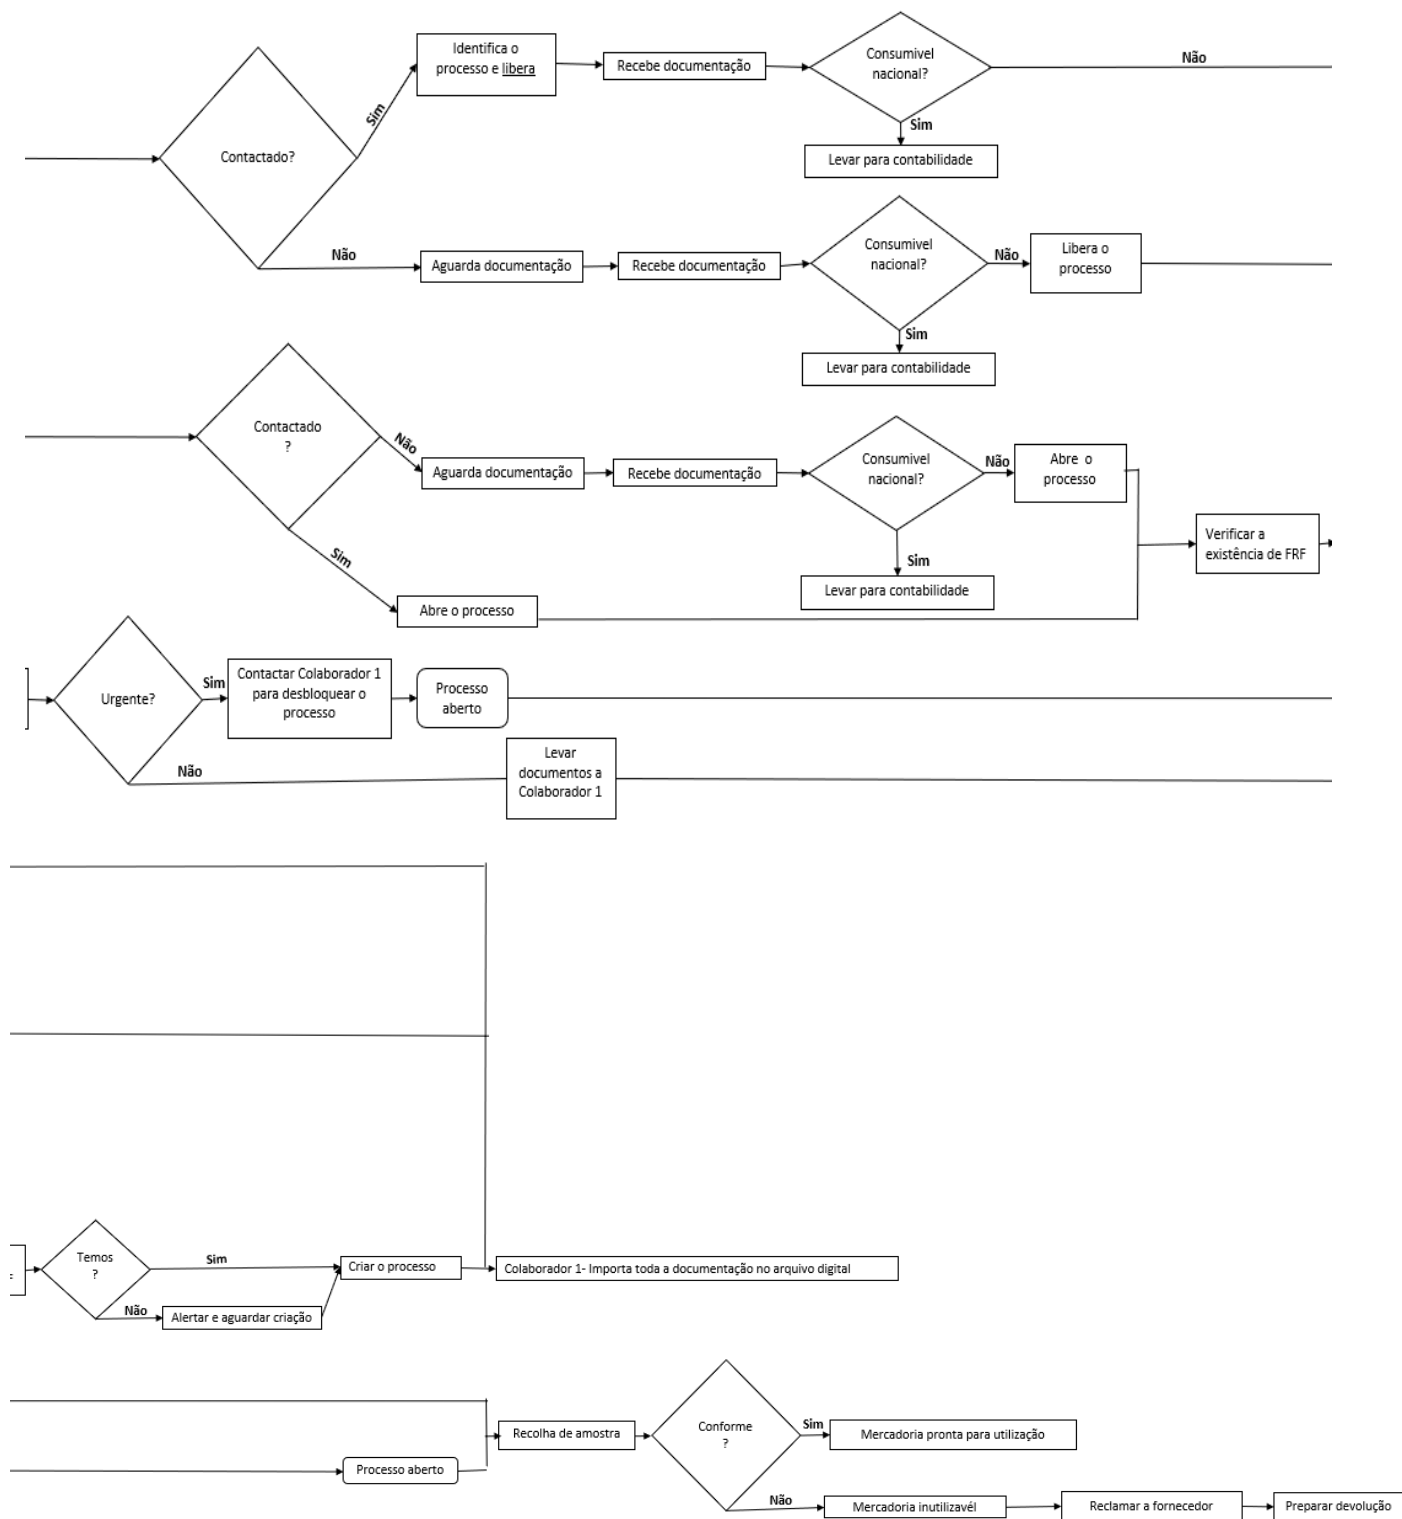 Identifica o
processo e libera
Recebe documentação
Consumivel
nacional?
Não
Sim
Contactado?
Sim
Levar para contabilidade
Não
Aguarda documentação
Recebe documentação
Consumivel
nacional?
Não
Libera o
processo
Sim
Levar para contabilidade
Contactado
?
Não
Aguarda documentação
Recebe documentação
Consumivel
nacional?
Não
Abre o
processo
Verificar a
existência de FRF
Sim
Sim
Levar para contabilidade
Abre o processo
Urgente?
Sim
Contactar Colaborador 1
para desbloquear o
processo
Processo
aberto
Não
Levar
documentos a
Colaborador 1
Temos
?
Sim
Criar o processo
Colaborador 1- Importa toda a documentação no arquivo digital
Não
Alertar e aguardar criação
Recolha de amostra
Conforme
?
Sim
Mercadoria pronta para utilização
Processo aberto
Não
Mercadoria inutilizavél
Reclamar a fornecedor
Preparar devolução